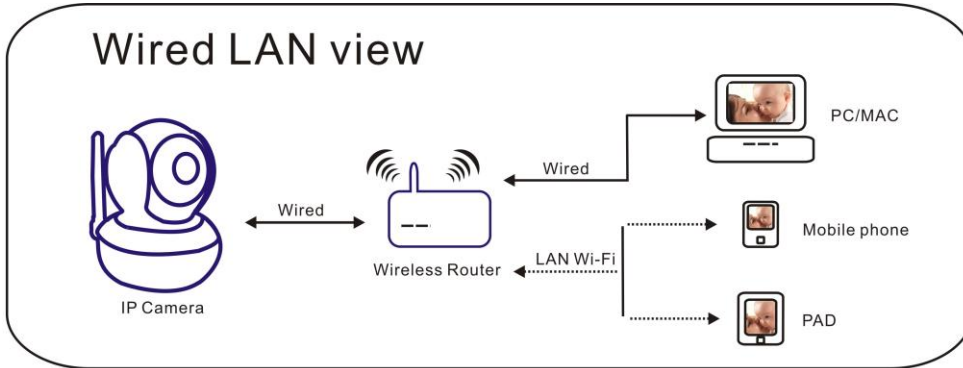 Wired LAN view
PC/MAC
Wired
Wired
Mobile phone
LAN Wi-Fi
Wireless Router
IP Camera
PAD